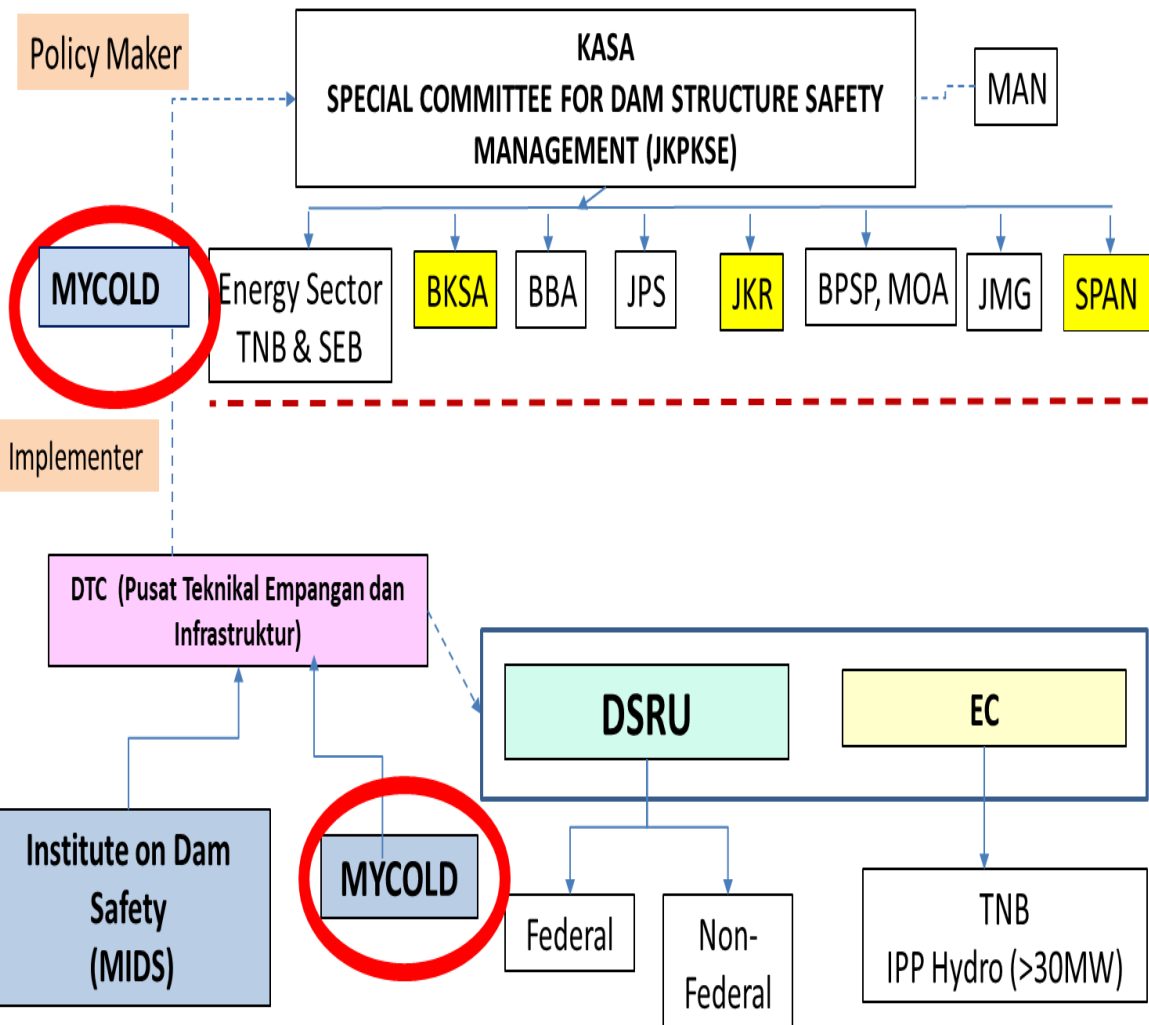 Policy Maker
KASA
SPECIAL COMMITTEE FOR DAM STRUCTURE SAFETY
MANAGEMENT (JKPKSE)
MAN
MYCOLD
Energy Sector
TNB & SEB
BKSA
BBA
JPS
JKR
BPSP, MOA
JMG
SPAN
Implementer
DTC (Pusat Teknikal Empangan dan
Infrastruktur)
DSRU
EC
Institute on Dam
Safety
(MIDS)
MYCOLD
Federal
Non-
Federal
TNB
IPP Hydro (>30MW)